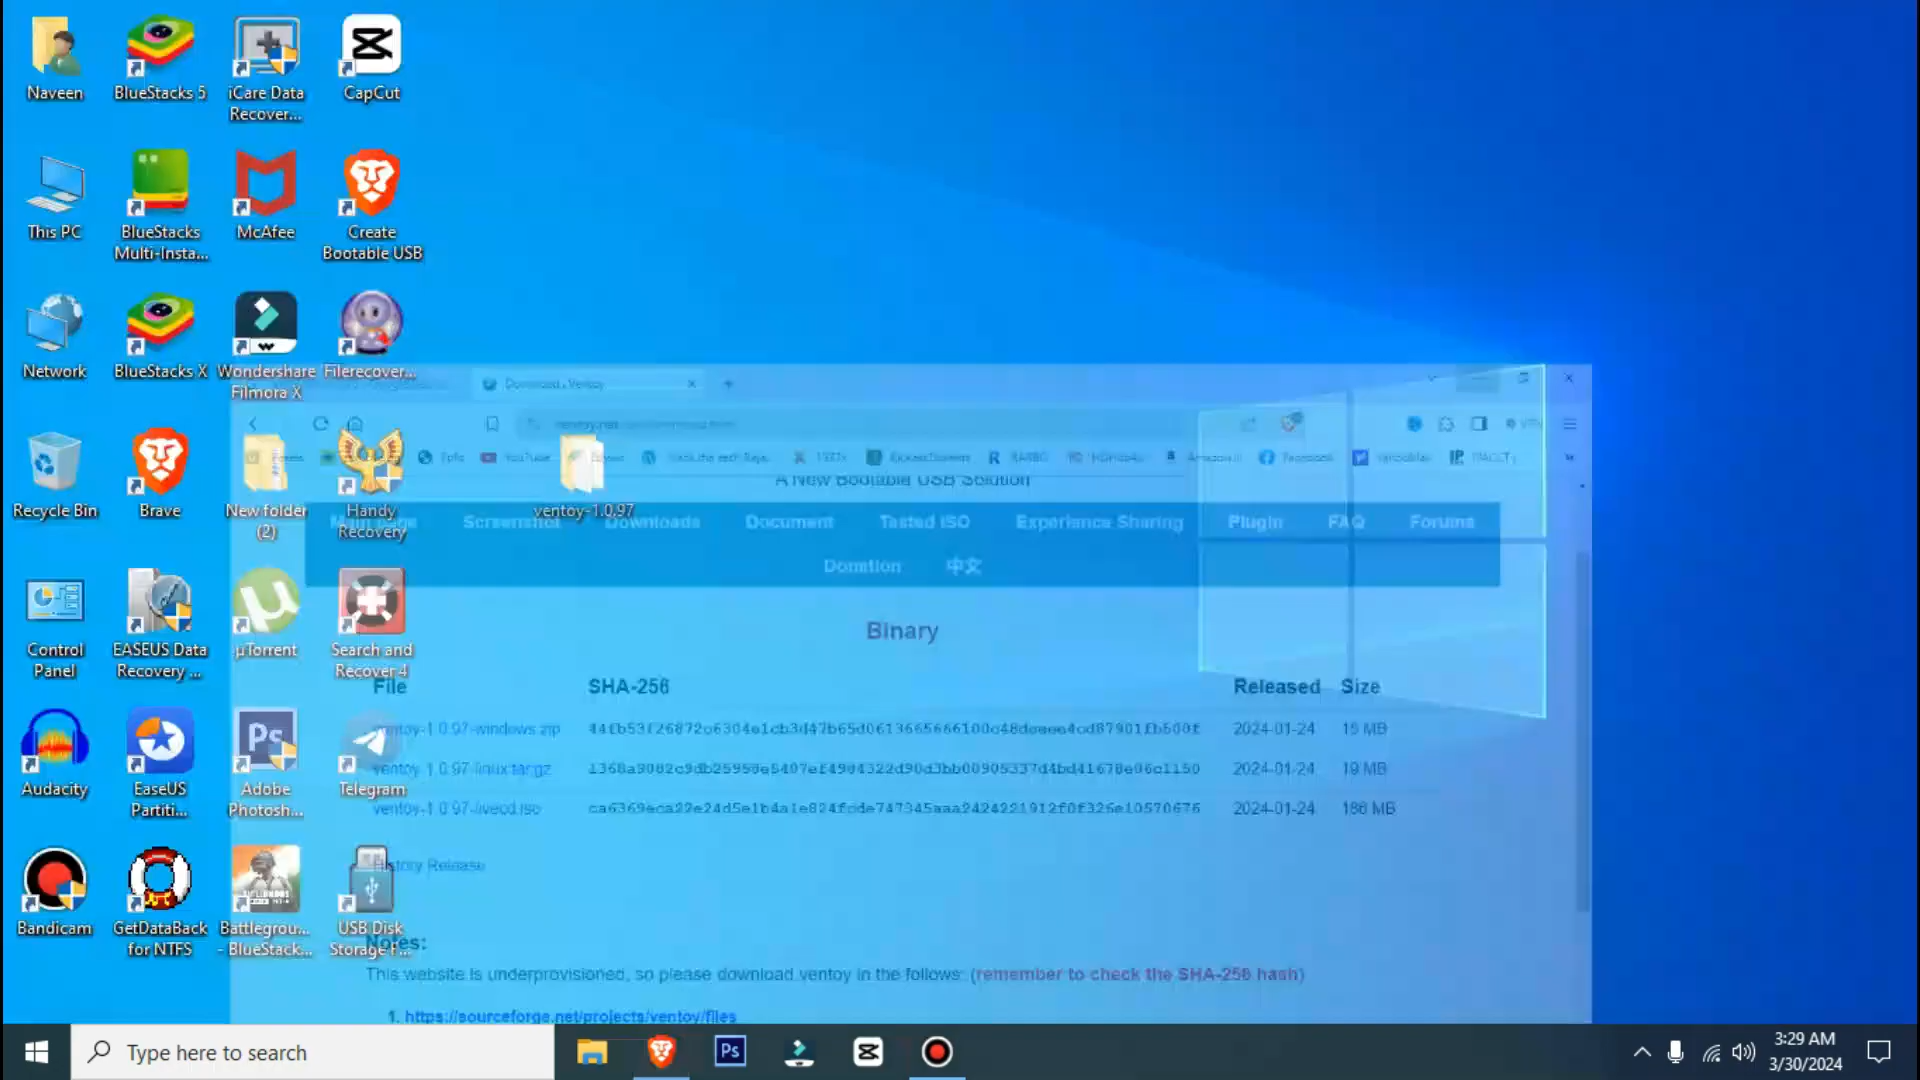 Naveen
BlueStacks 5
iCare Data
Recover...
CapCut
This PC
BlueStacks
Multi-Insta...
McAfee
Create
Bootable USB
Network
BlueStacks X
Wondershare
Filmora X
Filerecover...
Download . Ventoy
YouTube
RARBG
Facebook
A New Bootable USB Solution
Recycle Bin
Brave
New folder
(2)
Handy
Recovery
ventoy-1.0.97
Screenshot
Downloads
Document
Tested ISO
Experience Sharing
Plugin
FAQ
Forums
Donation
中文
Binary
Control
Panel
EASEUS Data
Recovery ...
µTorrent
Search and
Recover 4
File
SHA-256
Released
Size
ventoy-1.0.97-windows.zip
2024-01-24
15 MB
ventoy-1.0.97-linux.tar.gz
2024-01-24
19 MB
ventoy-1.0.97-livecd.iso
2024-01-24
186 MB
Audacity
EaseUS
Partiti...
Ps
Adobe
Photosh...
Telegram
History Release
Bandicam
GetDataBack
for NTFS
Battlegrou...
- BlueStack...
USB Disk
Storage F...
Notes:
This website is underprovisioned, so please download ventoy in the follows: (remember to check the SHA-256 hash)
1. https://sourceforge.net/projects/ventoy/files
Type here to search
Ps
3:29 AM
3/30/2024